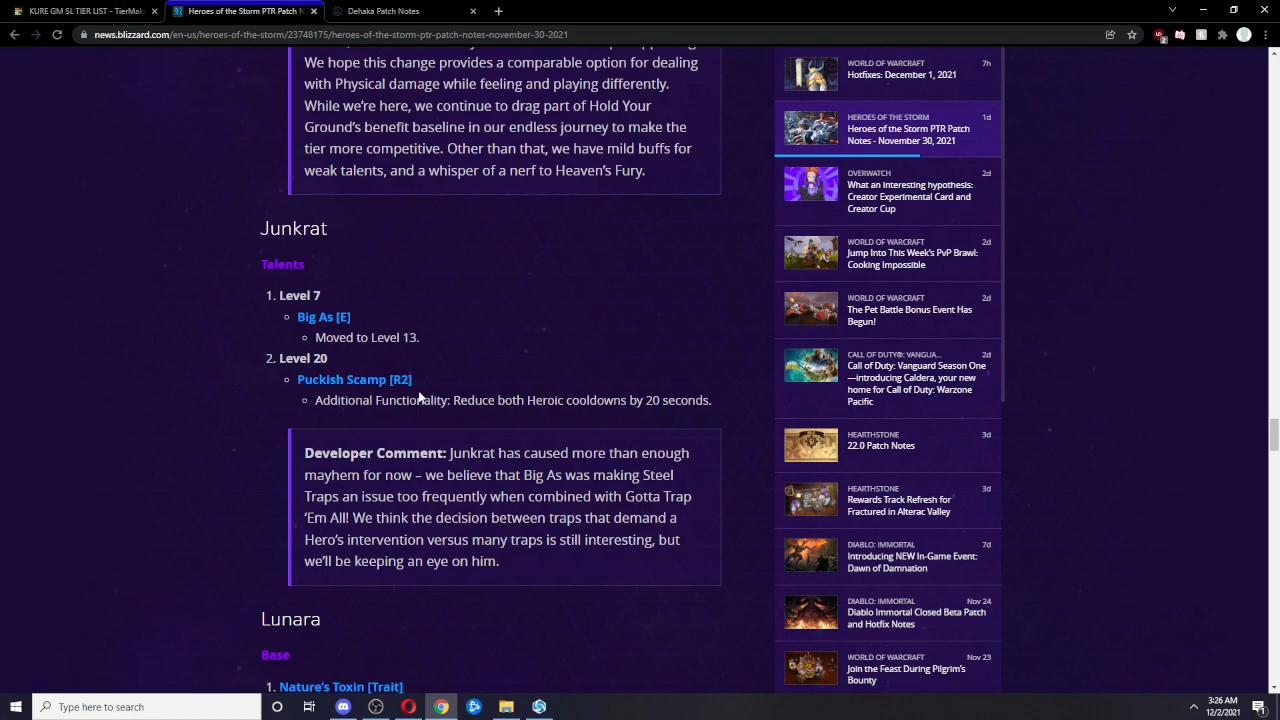 KURE GM SL TIER LIST - TierMak
Heroes of the Storm PTR Patch N
Dehaka Patch Notes
news.blizzard.com/en-us/heroes-of-the-storm/23748175/heroes-of-the-storm-ptr-patch-notes-november-30-2021
We hope this change provides a comparable option for dealing
with Physical damage while feeling and playing differently.
While we're here, we continue to drag part of Hold Your
Ground's benefit baseline in our endless journey to make the
tier more competitive. Other than that, we have mild buffs for
weak talents, and a whisper of a nerf to Heaven's Fury.
Junkrat
Talents
1. Level 7
Big As [E]
Moved to Level 13.
2. Level 20
Puckish Scamp [R2]
Additional Functionality: Reduce both Heroic cooldowns by 20 seconds.
Developer Comment: Junkrat has caused more than enough
mayhem for now – we believe that Big As was making Steel
Traps an issue too frequently when combined with Gotta Trap
'Em All! We think the decision between traps that demand a
Hero's intervention versus many traps is still interesting, but
we'll be keeping an eye on him.
Lunara
Base
1. Nature's Toxin [Trait]
WORLD OF WARCRAFT 7h
Hotfixes: December 1, 2021
HEROES OF THE STORM 1d
Heroes of the Storm PTR Patch
Notes - November 30, 2021
OVERWATCH 2d
What an interesting hypothesis:
Creator Experimental Card and
Creator Cup
WORLD OF WARCRAFT 2d
Jump Into This Week's PvP Brawl:
Cooking Impossible
WORLD OF WARCRAFT 2d
The Pet Battle Bonus Event Has
Begun!
CALL OF DUTY®: VANGUA... 2d
Call of Duty: Vanguard Season One
—introducing Caldera, your new
home for Call of Duty: Warzone
Pacific
HEARTHSTONE 3d
22.0 Patch Notes
HEARTHSTONE 3d
Rewards Track Refresh for
Fractured in Alterac Valley
DIABLO: IMMORTAL 7d
Introducing NEW In-Game Event:
Dawn of Damnation
DIABLO: IMMORTAL Nov 24
Diablo Immortal Closed Beta Patch
and Hotfix Notes
WORLD OF WARCRAFT Nov 23
Join the Feast During Pilgrim's
Bounty
Type here to search
3:26 AM
12/2/2021